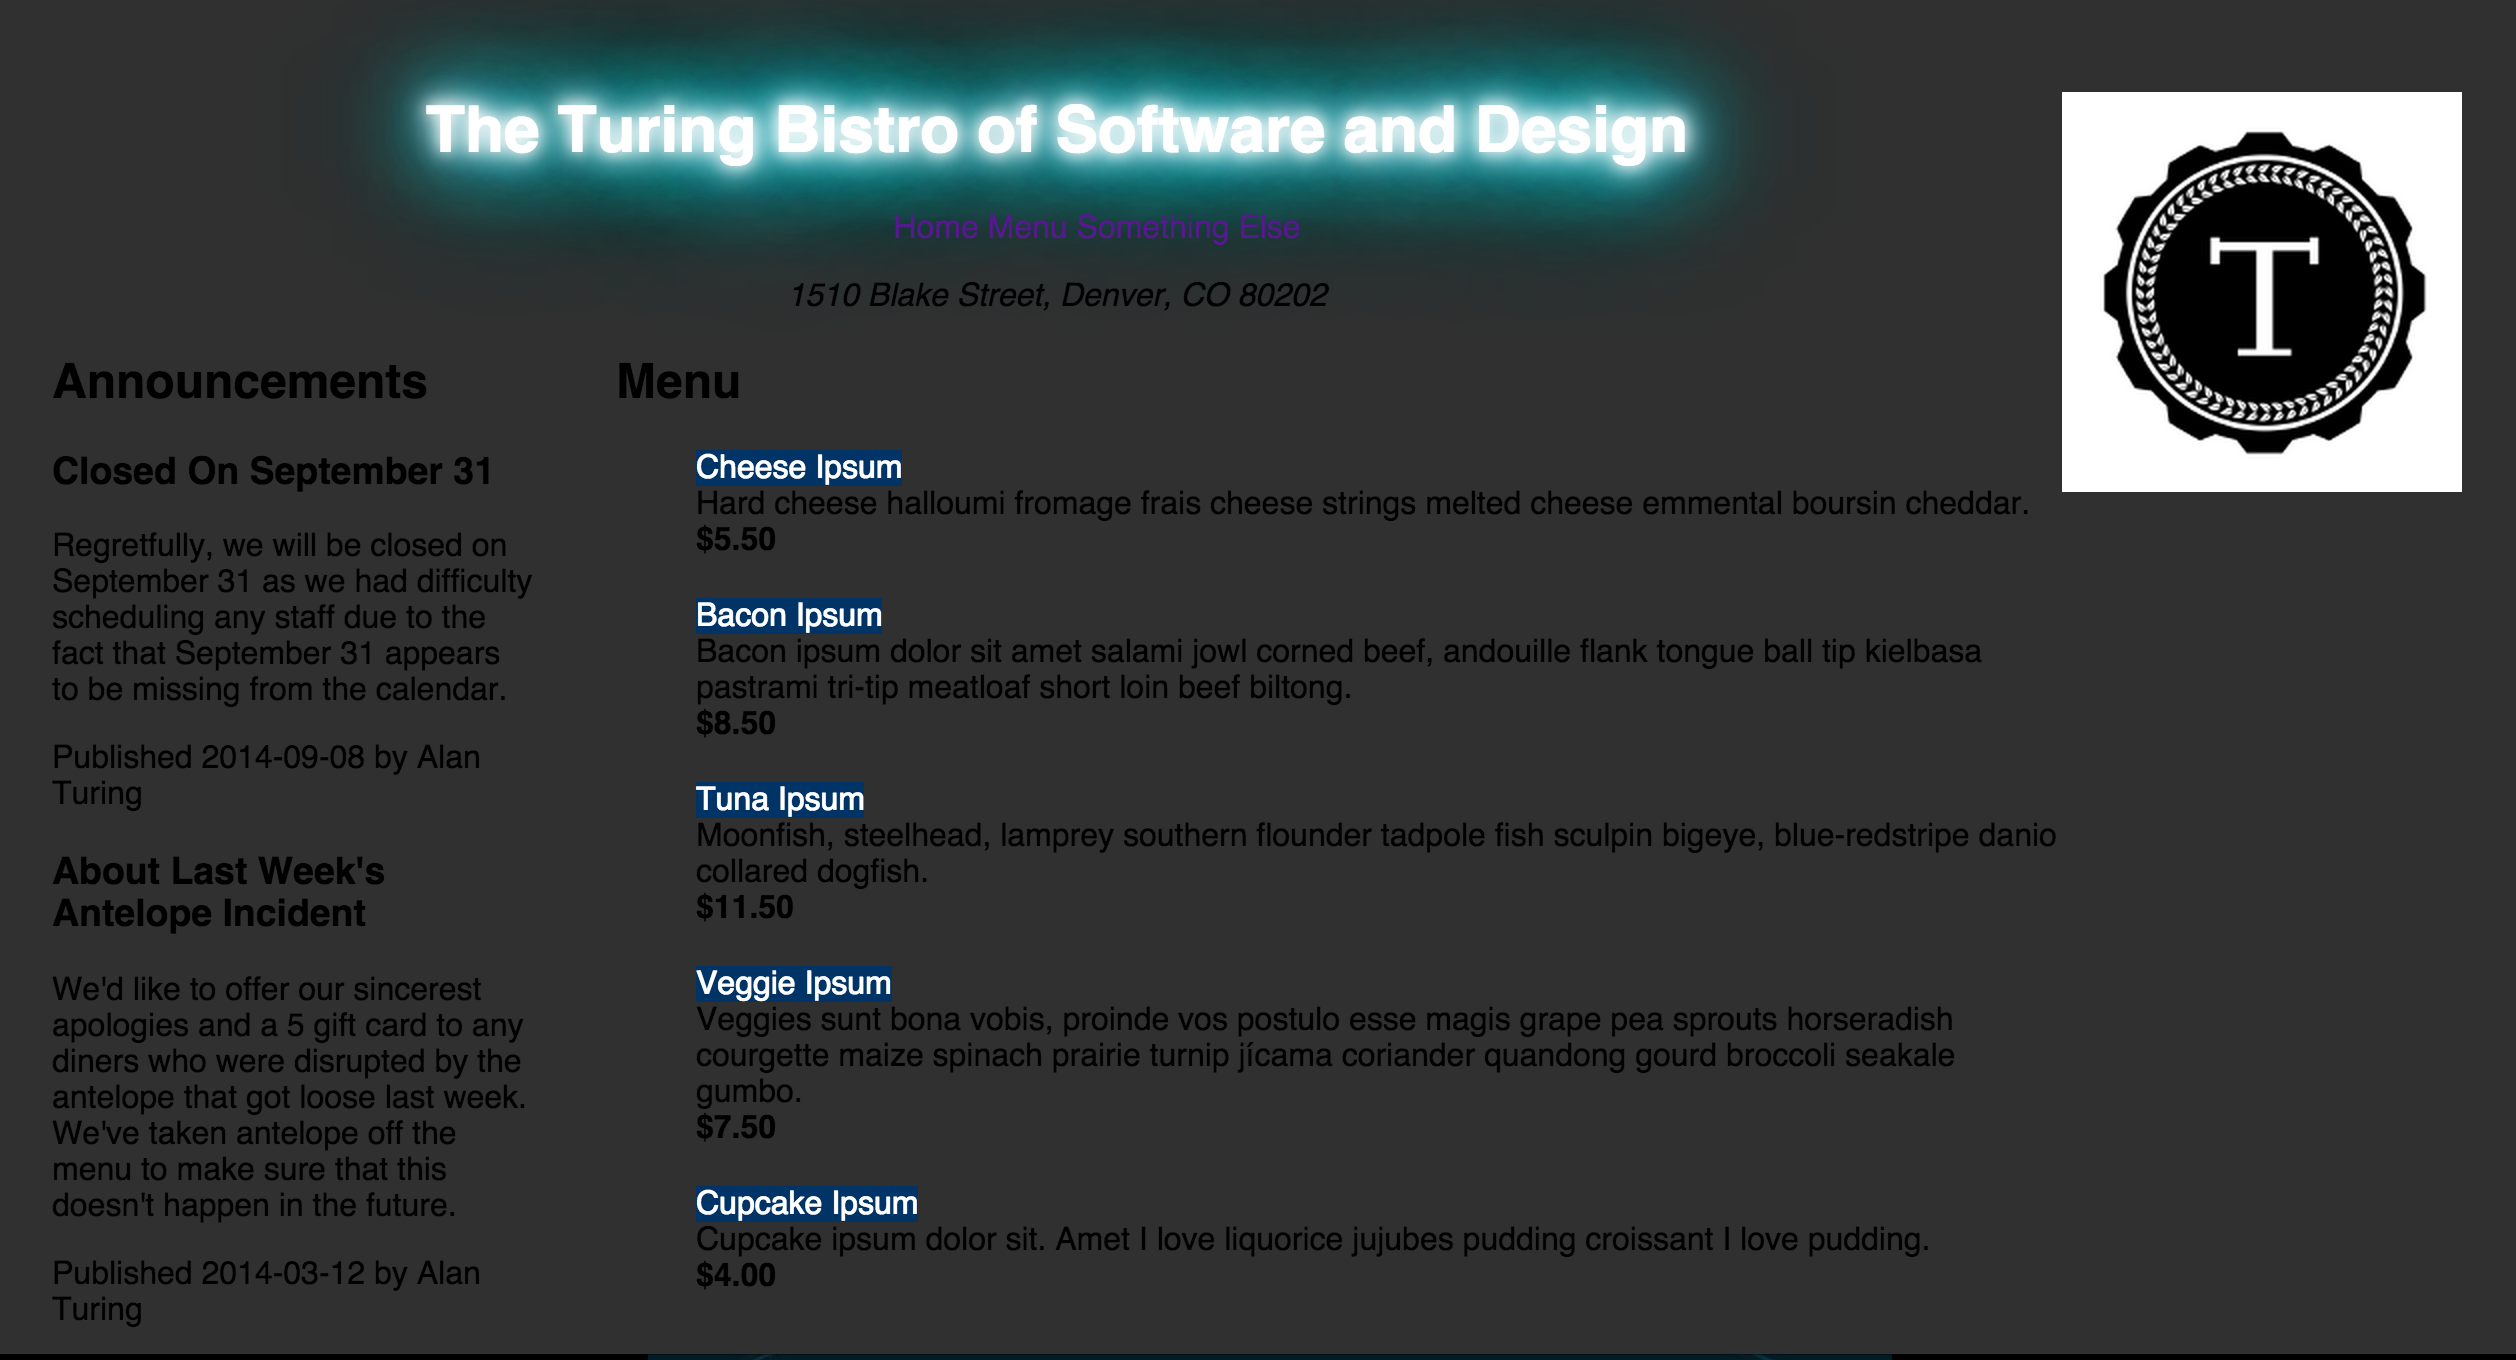 The Turing Bistro of Software and Design
Home Menu Something Else
1510 Blake Street, Denver, CO 80202
T
Announcements
Closed On September 31
Regretfully, we will be closed on
September 31 as we had difficulty
scheduling any staff due to the
fact that September 31 appears
to be missing from the calendar.
Published 2014-09-08 by Alan
Turing
About Last Week's
Antelope Incident
We'd like to offer our sincerest
apologies and a 5 gift card to any
diners who were disrupted by the
antelope that got loose last week.
We've taken antelope off the
menu to make sure that this
doesn't happen in the future.
Published 2014-03-12 by Alan
Turing
Menu
Cheese Ipsum
Hard cheese halloumi fromage frais cheese strings melted cheese emmental boursin cheddar.
$5.50
Bacon Ipsum
Bacon ipsum dolor sit amet salami jowl corned beef, andouille flank tongue ball tip kielbasa
pastrami tri-tip meatloaf short loin beef biltong.
$8.50
Tuna Ipsum
Moonfish, steelhead, lamprey southern flounder tadpole fish sculpin bigeye, blue-redstripe danio
collared dogfish.
$11.50
Veggie Ipsum
Veggies sunt bona vobis, proinde vos postulo esse magis grape pea sprouts horseradish
courgette maize spinach prairie turnip jícama coriander quandong gourd broccoli seakale
gumbo.
$7.50
Cupcake Ipsum
Cupcake ipsum dolor sit. Amet I love liquorice jujubes pudding croissant I love pudding.
$4.00